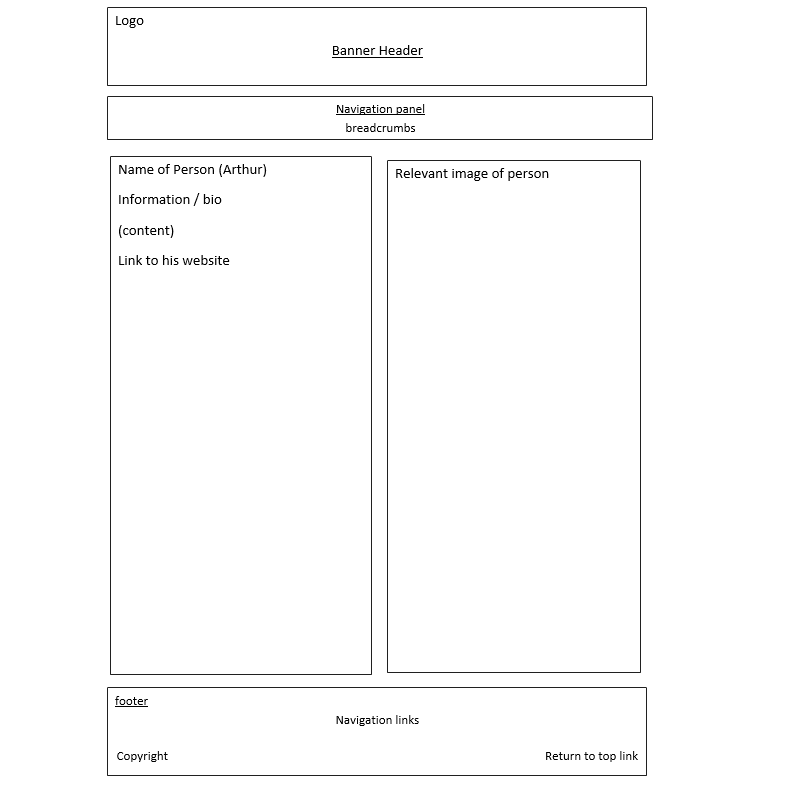 Logo
Banner Header
Navigation panel
breadcrumbs
Name of Person (Arthur)
Information / bio
(content)
Link to his website
Relevant image of person
footer
Navigation links
Copyright
Return to top link